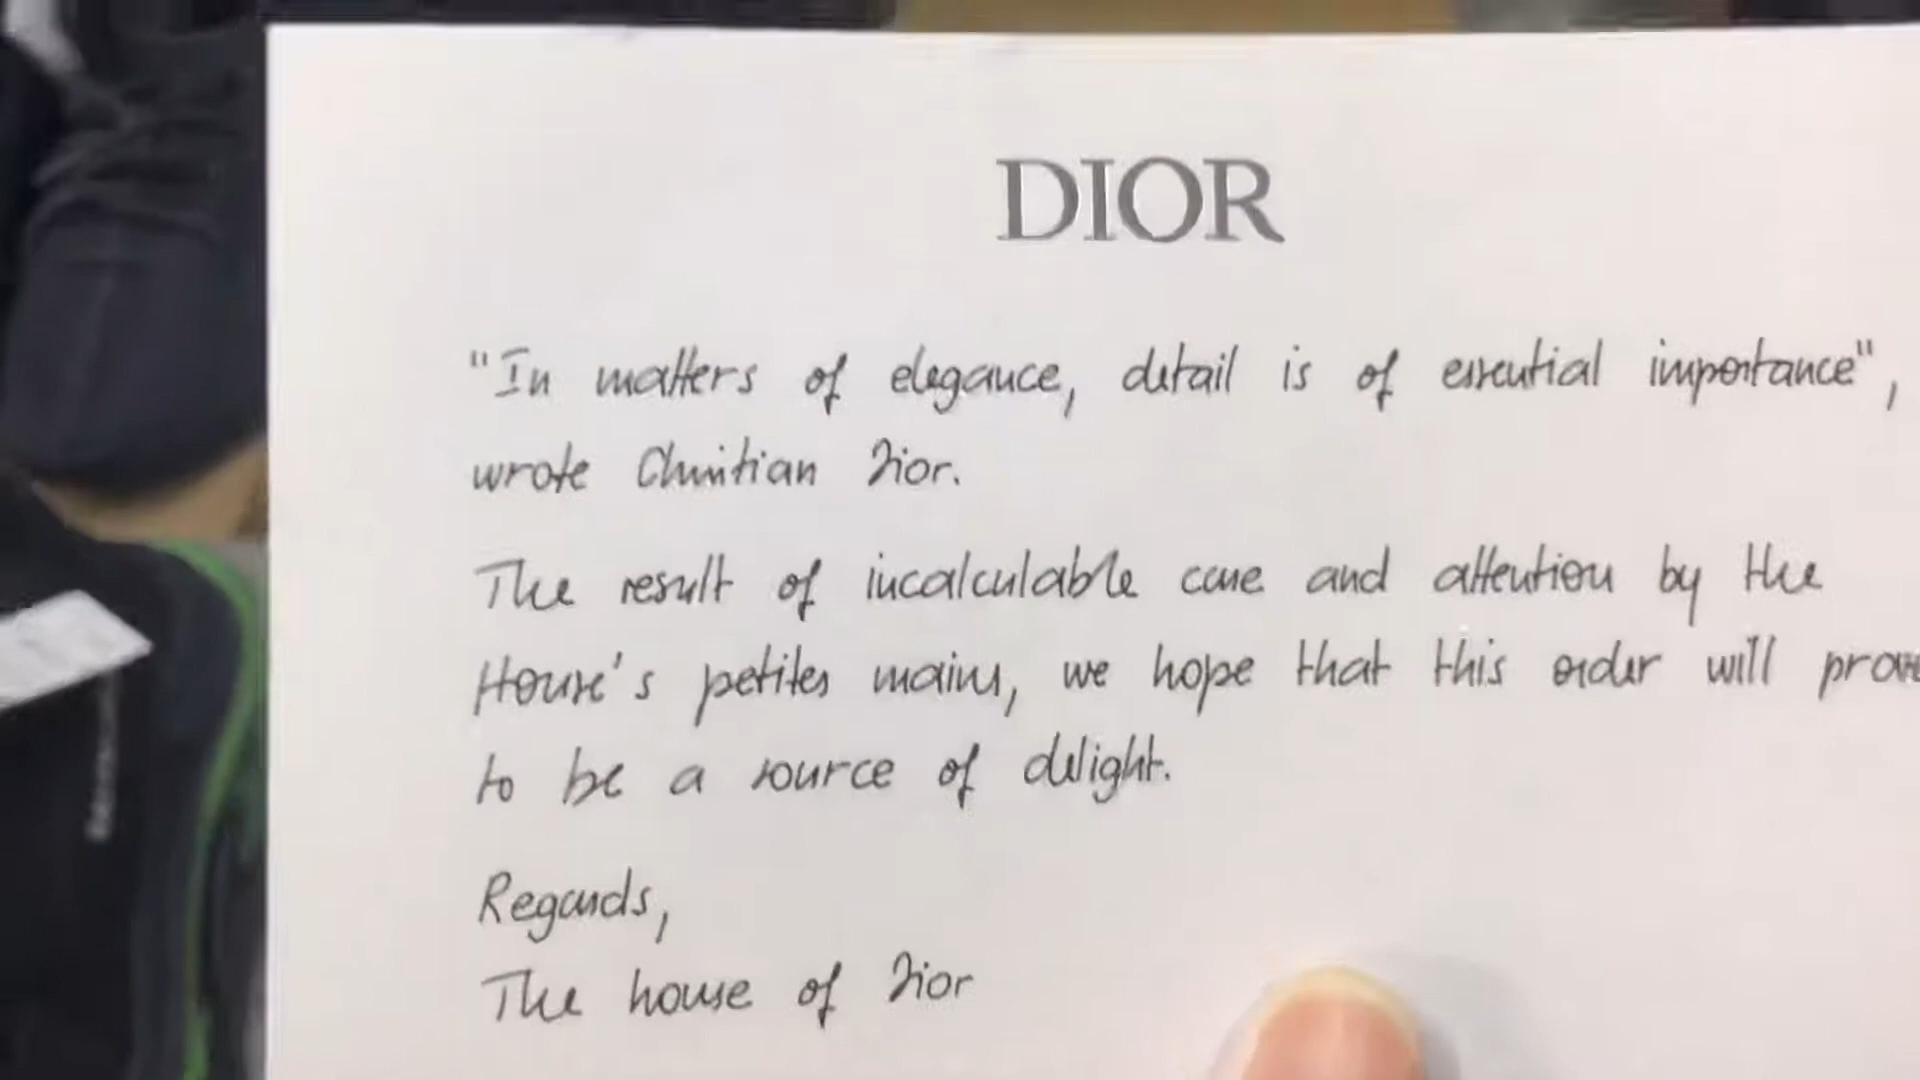 DIOR
"In matters of elegance, detail is of essential importance",
wrote Christian Dior.
The result of incalculable care and attention by the
House's petites mains, we hope that this order will prove
to be a source of delight.
Regards,
The house of Dior